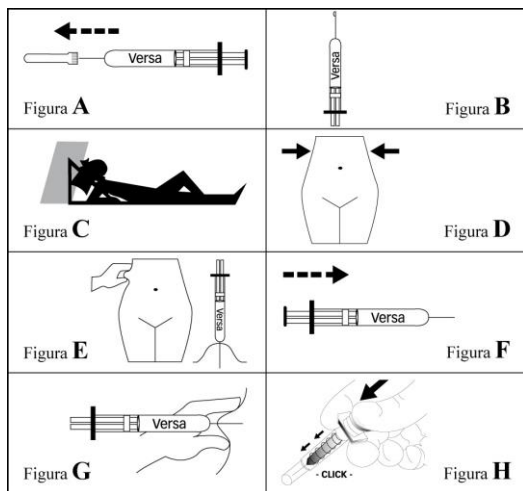 Versa
Figura A
Versa
Figura B
Figura C
Figura D
Versa
Figura E
Versa
Figura F
Versa
Figura G
- CLICK -
Figura H